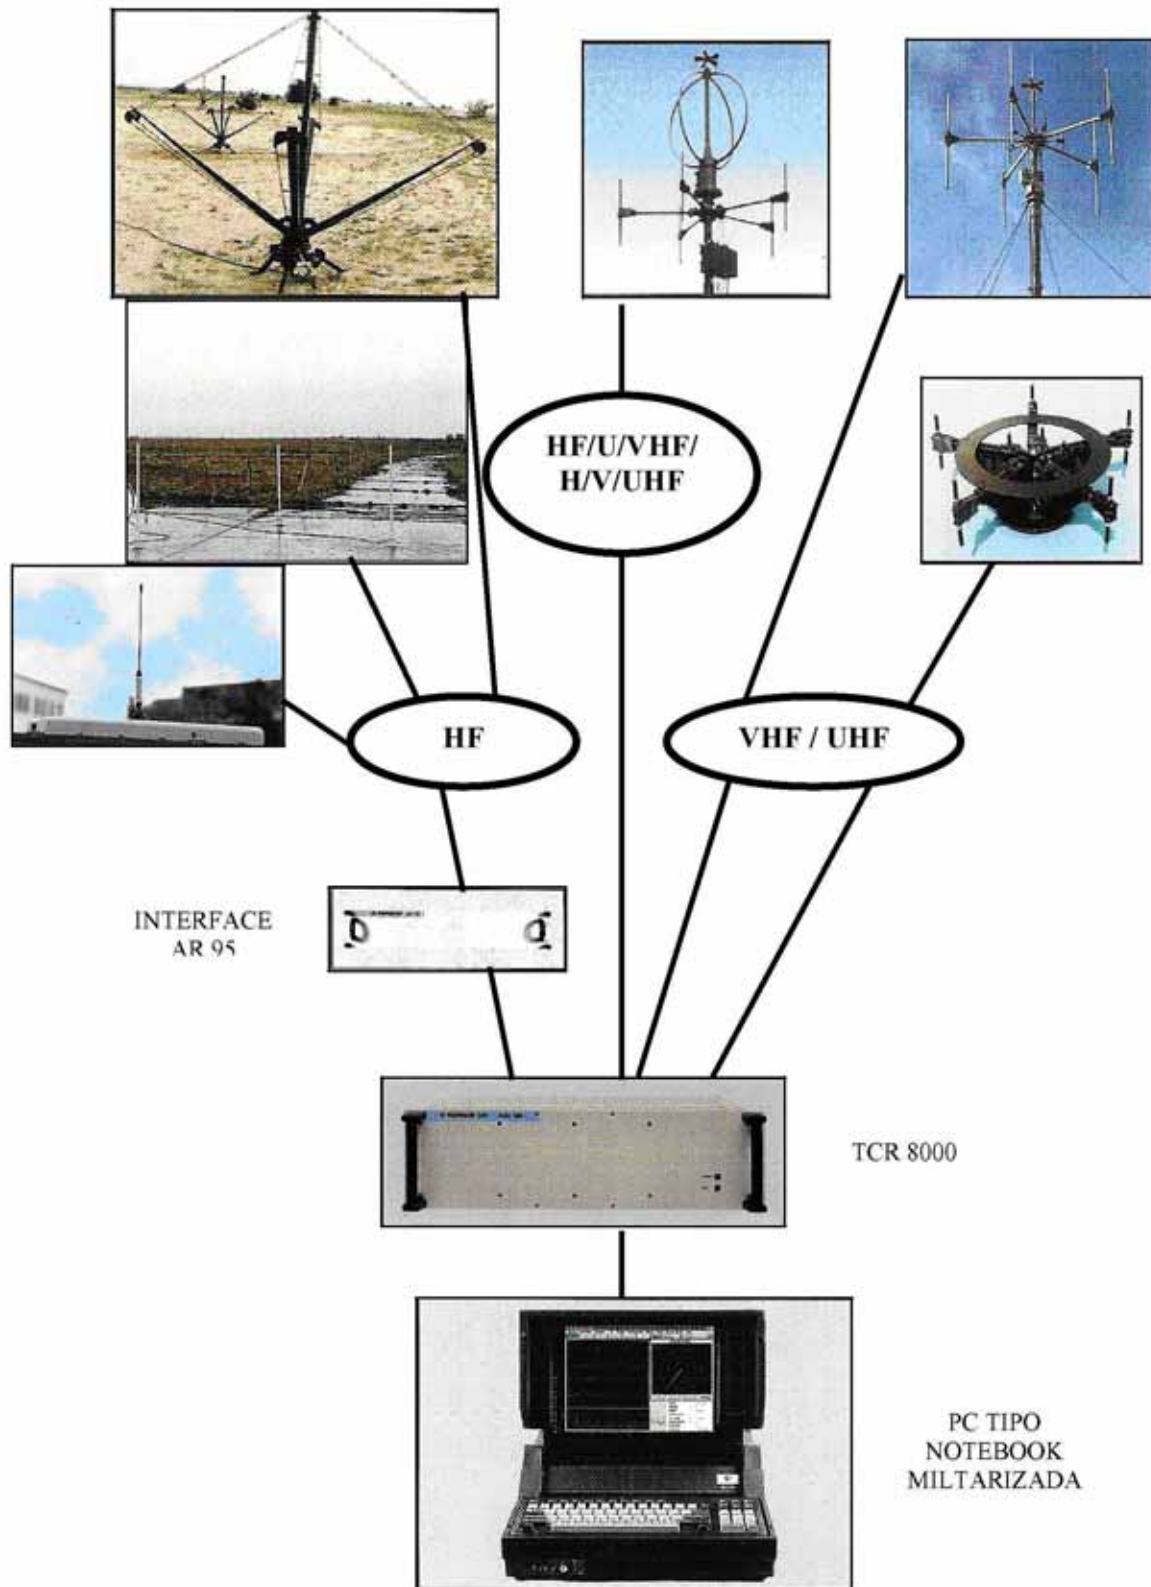 HF/U/VHF/
H/V/UHF
HF
VHF / UHF
INTERFACE
AR 95
TCR 8000
PC TIPO
NOTEBOOK
MILTARIZADA